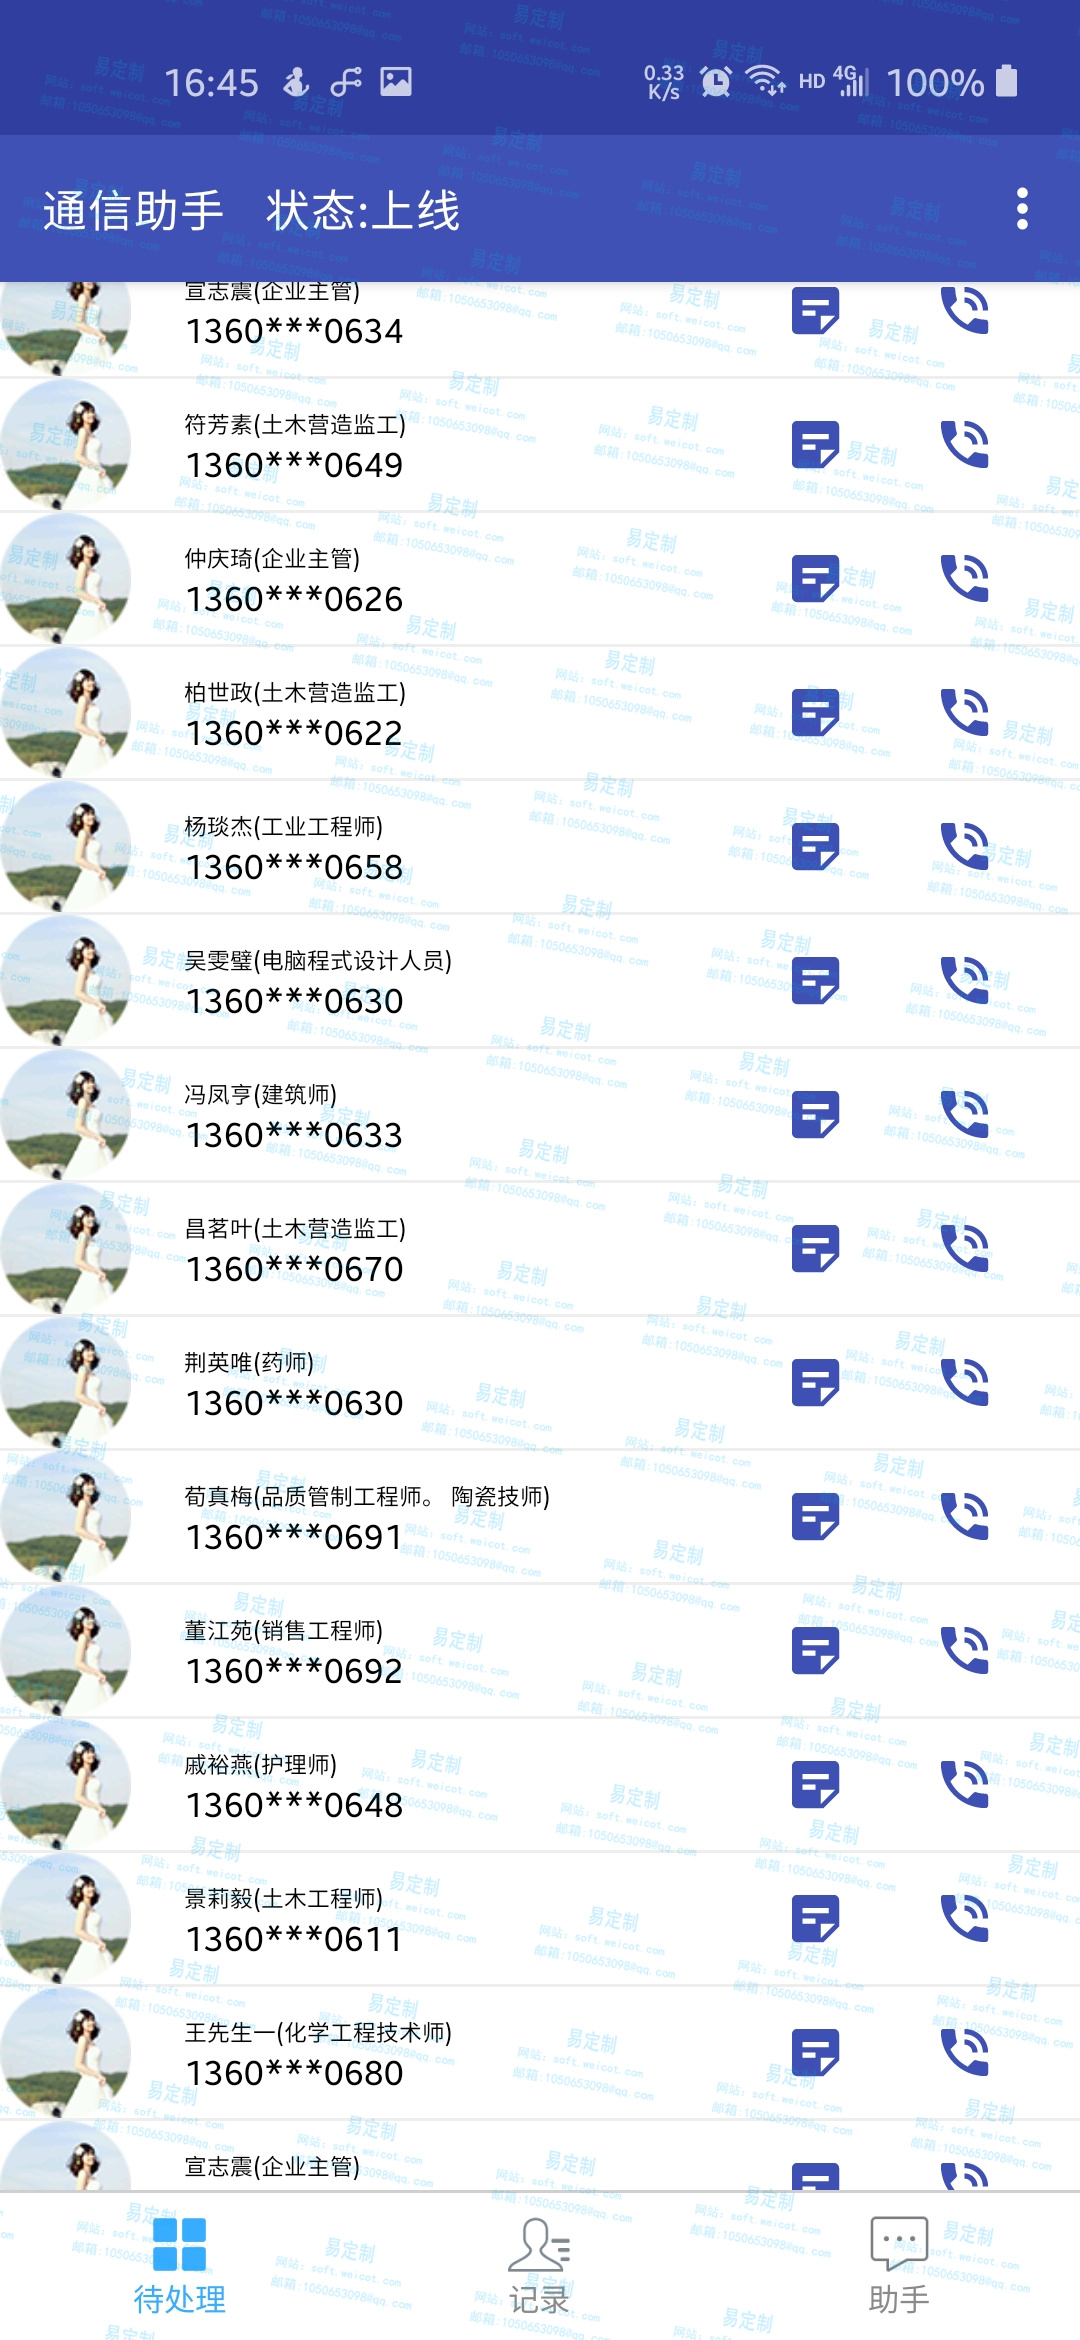 16:45 0.33 K/s HD 4G 100%
通信助手 状态:上线
宣志震(企业主管)
1360***0634
符芳素(土木营造监工)
1360***0649
仲庆琦(企业主管)
1360***0626
柏世政(土木营造监工)
1360***0622
杨琰杰(工业工程师)
1360***0658
吴雯璧(电脑程式设计人员)
1360***0630
冯凤亨(建筑师)
1360***0633
昌茗叶(土木营造监工)
1360***0670
荆英唯(药师)
1360***0630
荀真梅(品质管制工程师。 陶瓷技师)
1360***0691
董江苑(销售工程师)
1360***0692
戚裕燕(护理师)
1360***0648
景莉毅(土木工程师)
1360***0611
王先生一(化学工程技术师)
1360***0680
宣志震(企业主管)
待处理 记录 助手
易定制
网站: soft.weicot.com
邮箱:1050653098@qq.com